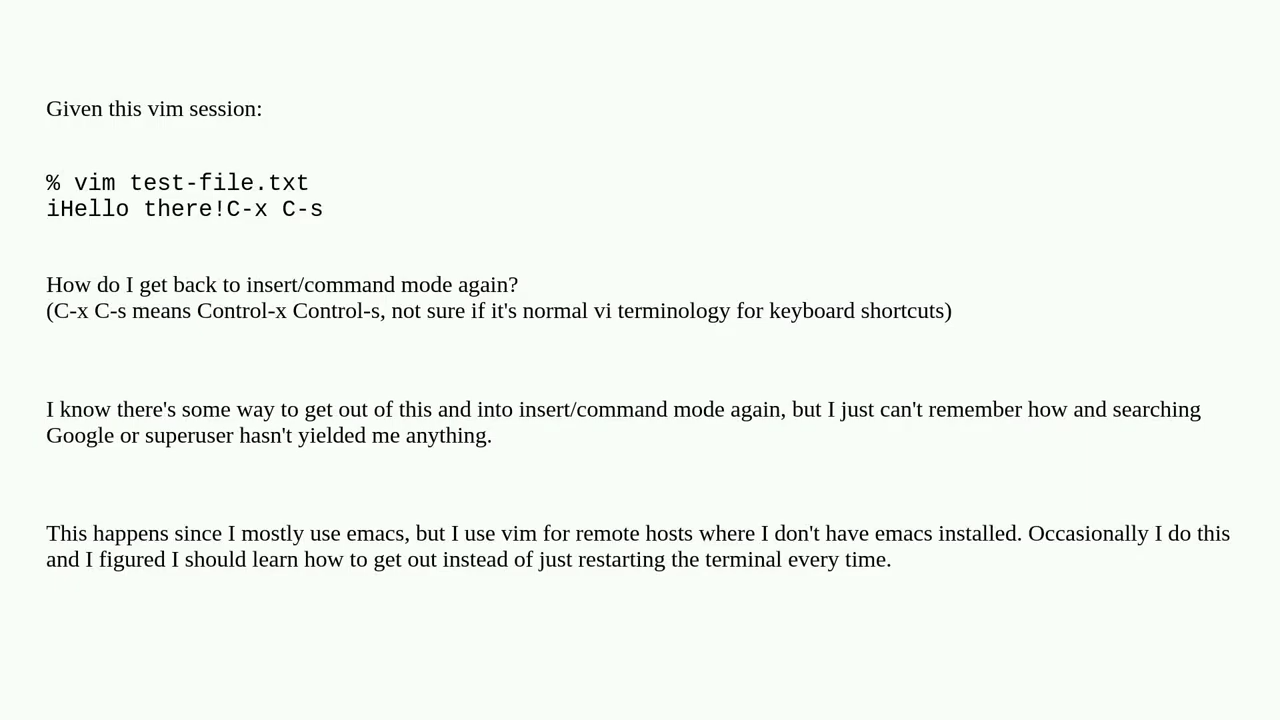 Given this vim session:
% vim test-file.txt
iHello there!C-x C-s
How do I get back to insert/command mode again?
(C-x C-s means Control-x Control-s, not sure if it's normal vi terminology for keyboard shortcuts)
I know there's some way to get out of this and into insert/command mode again, but I just can't remember how and searching
Google or superuser hasn't yielded me anything.
This happens since I mostly use emacs, but I use vim for remote hosts where I don't have emacs installed. Occasionally I do this
and I figured I should learn how to get out instead of just restarting the terminal every time.